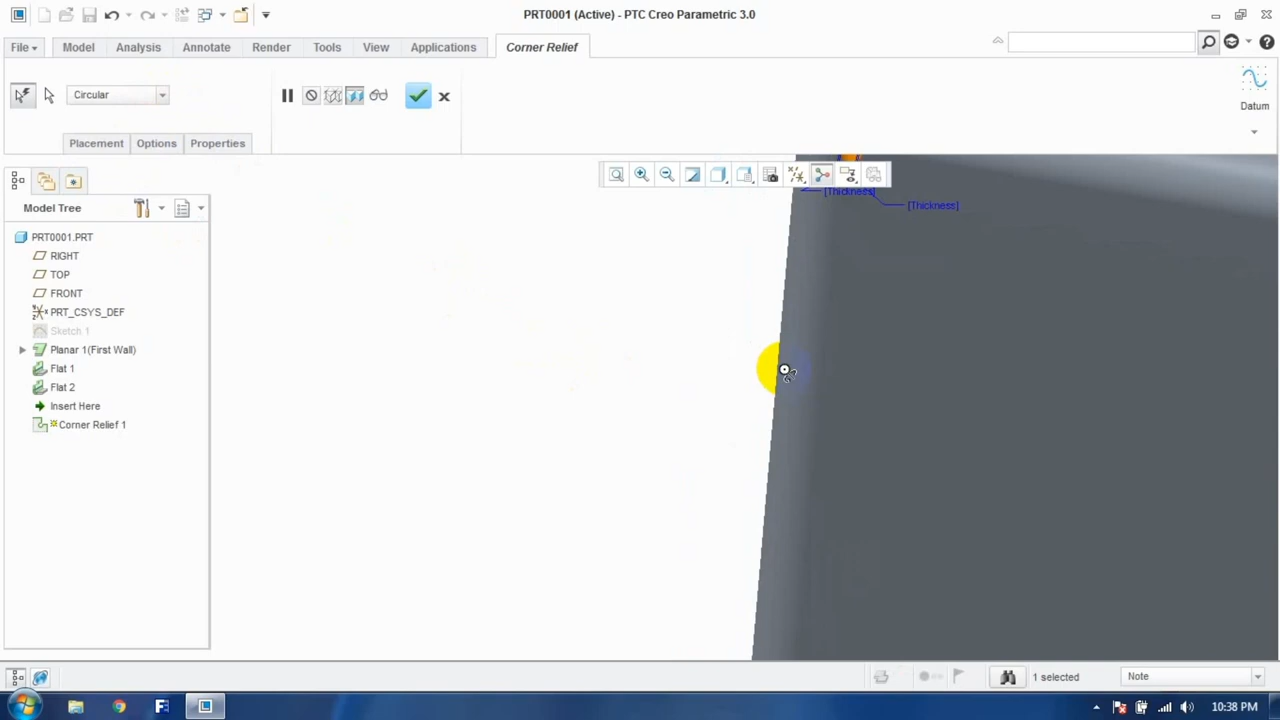 PRT0001 (Active) - PTC Creo Parametric 3.0
File Model Analysis Annotate Render Tools View Applications Corner Relief
Circular
Datum
Placement Options Properties
[Thickness]
[Thickness]
Model Tree
PRT0001.PRT
RIGHT
TOP
FRONT
PRT_CSYS_DEF
Sketch 1
Planar 1(First Wall)
Flat 1
Flat 2
Insert Here
Corner Relief 1
1 selected Note
10:38 PM